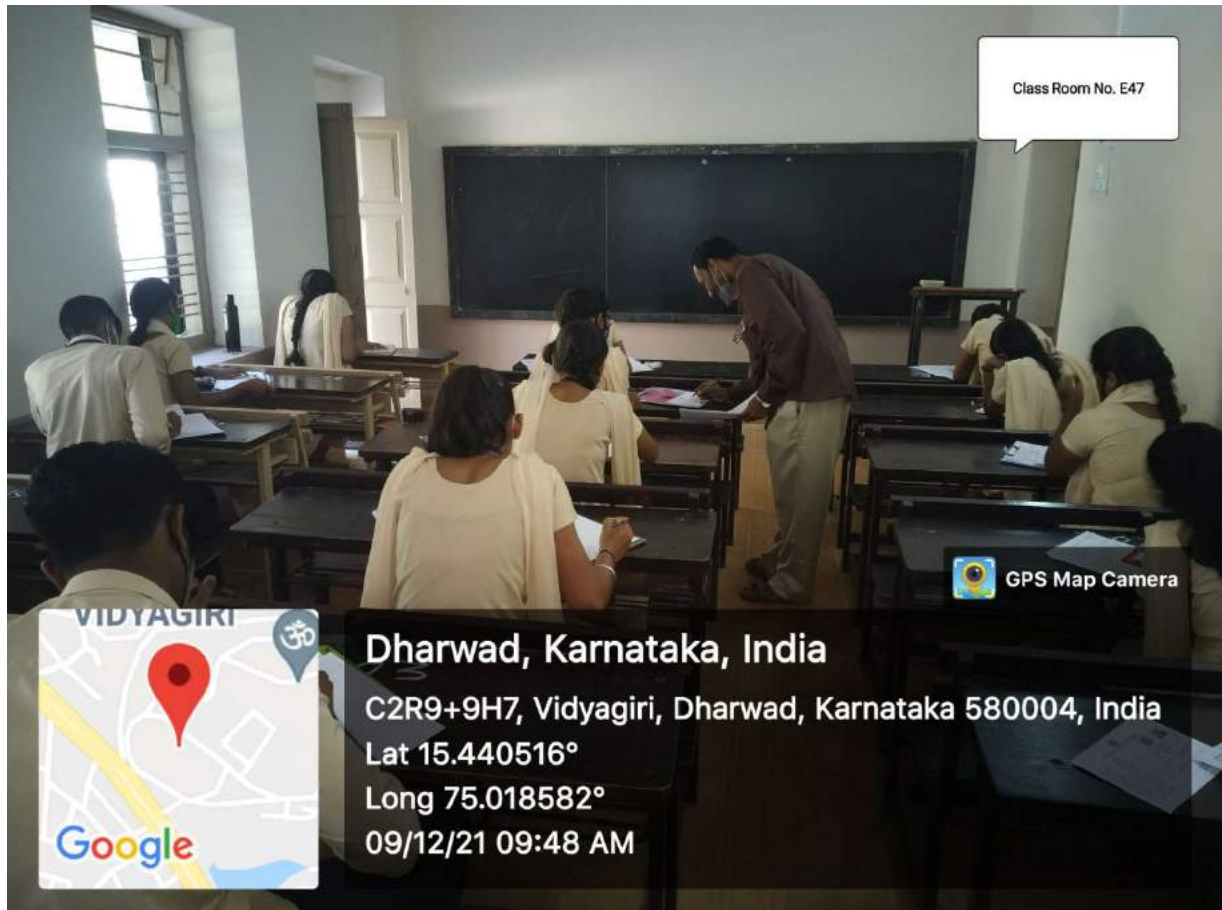 Class Room No. E47
GPS Map Camera
VIDYAGIRI
Google
Dharwad, Karnataka, India
C2R9+9H7, Vidyagiri, Dharwad, Karnataka 580004, India
Lat 15.440516°
Long 75.018582°
09/12/21 09:48 AM